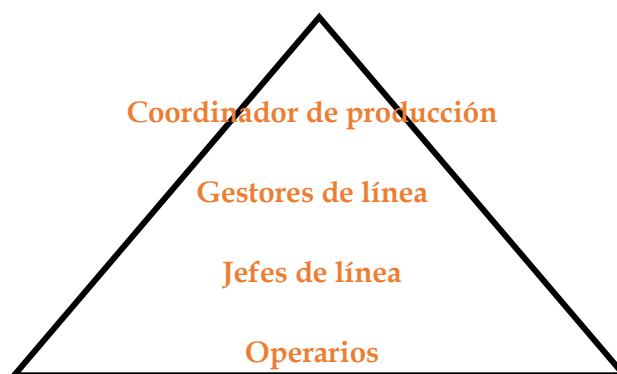 Coordinador de producción
Gestores de línea
Jefes de línea
Operarios